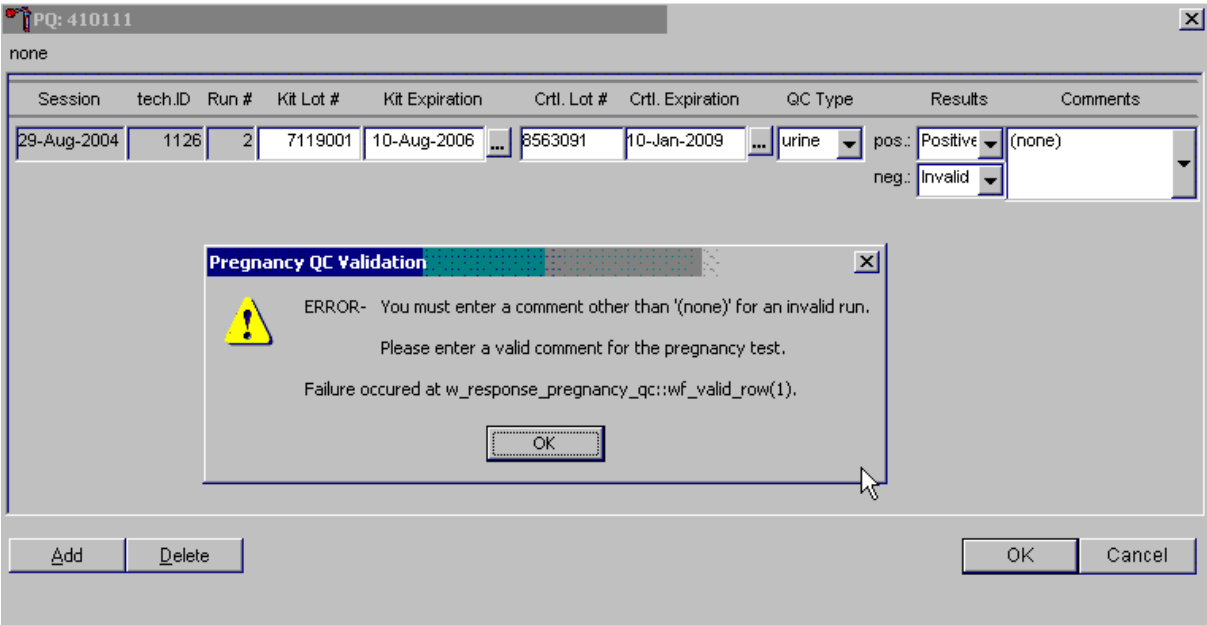 PQ: 410111
none
Session tech.ID Run # Kit Lot # Kit Expiration Crtl. Lot # Crtl. Expiration QC Type Results Comments
29-Aug-2004 1126 2 7119001 10-Aug-2006 ... 8563091 10-Jan-2009 ... urine pos.: Positive (none)
neg.: Invalid
Pregnancy QC Validation
ERROR- You must enter a comment other than '(none)' for an invalid run.
Please enter a valid comment for the pregnancy test.
Failure occured at w_response_pregnancy_qc::wf_valid_row(1).
OK
Add Delete OK Cancel